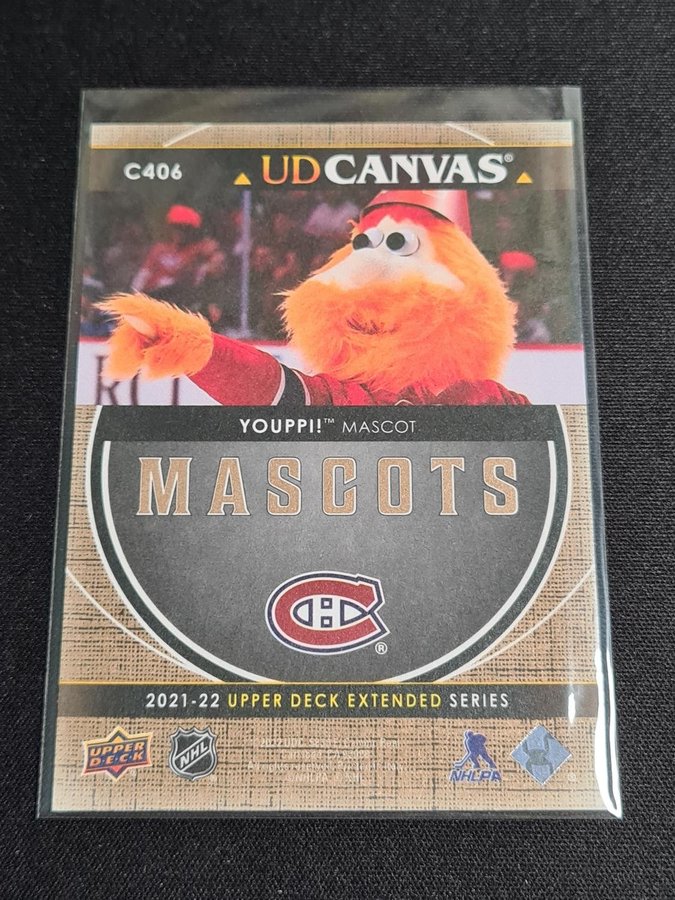 C406
UD CANVAS®
YOUPPI!™ MASCOT
MASCOTS
®
2021-22 UPPER DECK EXTENDED SERIES
UPPER DECK
NHL
NHLPA